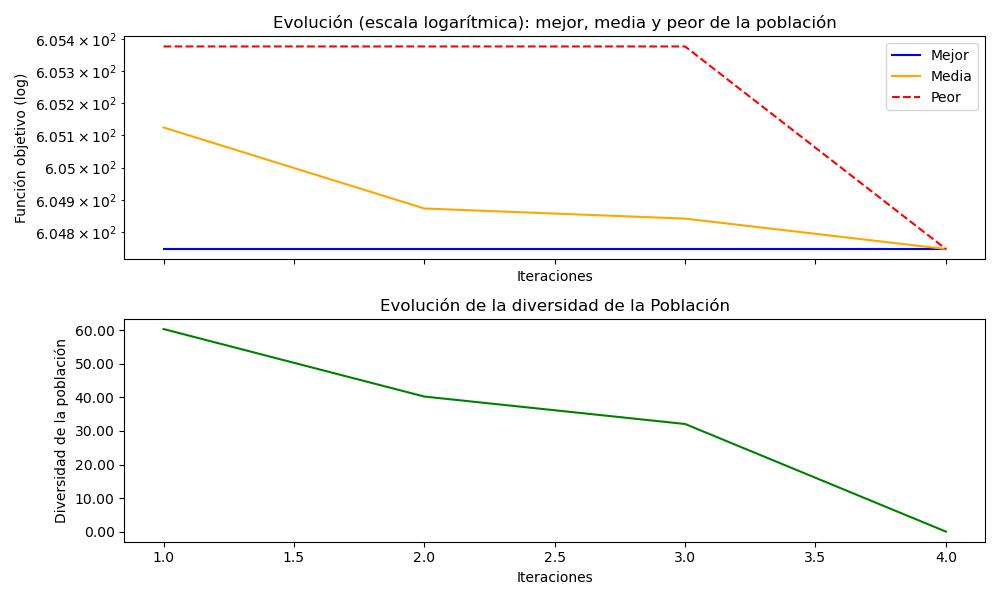 Evolución (escala logarítmica): mejor, media y peor de la población
6.054 × 10²
6.053 × 10²
6.052 × 10²
6.051 × 10²
6.05 × 10²
6.049 × 10²
6.048 × 10²
Función objetivo (log)
Mejor
Media
Peor
Iteraciones
Evolución de la diversidad de la Población
60.00
50.00
40.00
30.00
20.00
10.00
0.00
Diversidad de la población
1.0 1.5 2.0 2.5 3.0 3.5 4.0
Iteraciones